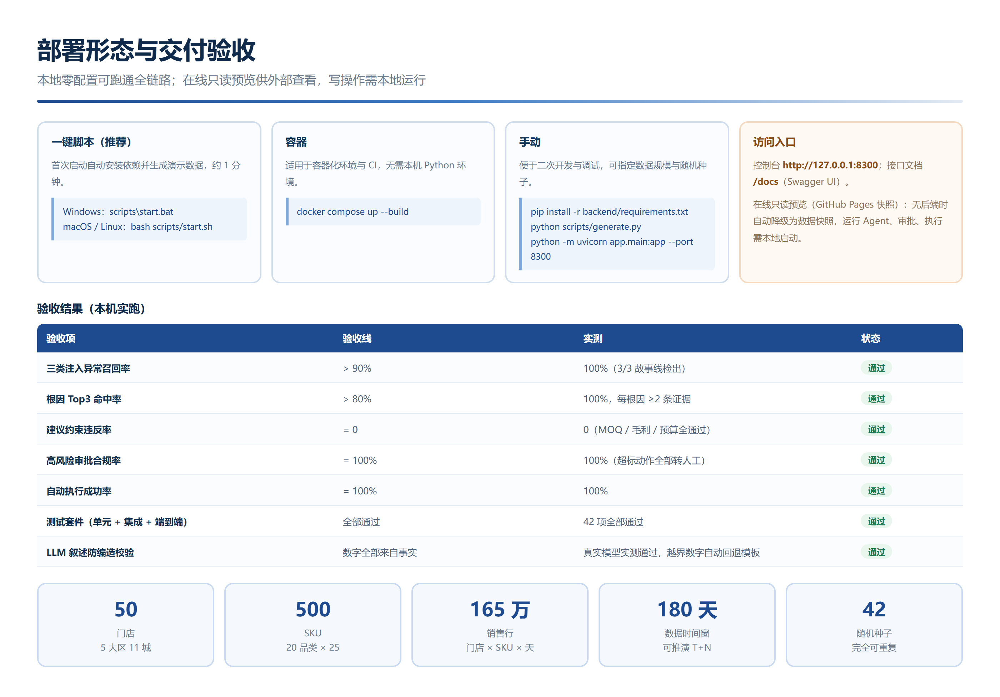 部署形态与交付验收
本地零配置可跑通全链路；在线只读预览供外部查看，写操作需本地运行
一键脚本（推荐）
首次启动自动安装依赖并生成演示数据，约 1 分
钟。
Windows：scripts\start.bat
macOS / Linux：bash scripts/start.sh
容器
适用于容器化环境与 CI，无需本机 Python 环
境。
docker compose up --build
手动
便于二次开发与调试，可指定数据规模与随机种
子。
pip install -r backend/requirements.txt
python scripts/generate.py
python -m uvicorn app.main:app --port
8300
访问入口
控制台 http://127.0.0.1:8300；接口文档
/docs（Swagger UI）。
在线只读预览（GitHub Pages 快照）：无后端时
自动降级为数据快照，运行 Agent、审批、执行
需本地启动。
验收结果（本机实跑）
验收项 验收线 实测 状态
三类注入异常召回率 > 90% 100%（3/3 故事线检出） 通过
根因 Top3 命中率 > 80% 100%，每根因 ≥2 条证据 通过
建议约束违反率 = 0 0（MOQ / 毛利 / 预算全通过） 通过
高风险审批合规率 = 100% 100%（超标动作全部转人工） 通过
自动执行成功率 = 100% 100% 通过
测试套件（单元 + 集成 + 端到端） 全部通过 42 项全部通过 通过
LLM 叙述防编造校验 数字全部来自事实 真实模型实测通过，越界数字自动回退模板 通过
50
门店
5 大区 11 城
500
SKU
20 品类 × 25
165 万
销售行
门店 × SKU × 天
180 天
数据时间窗
可推演 T+N
42
随机种子
完全可重复